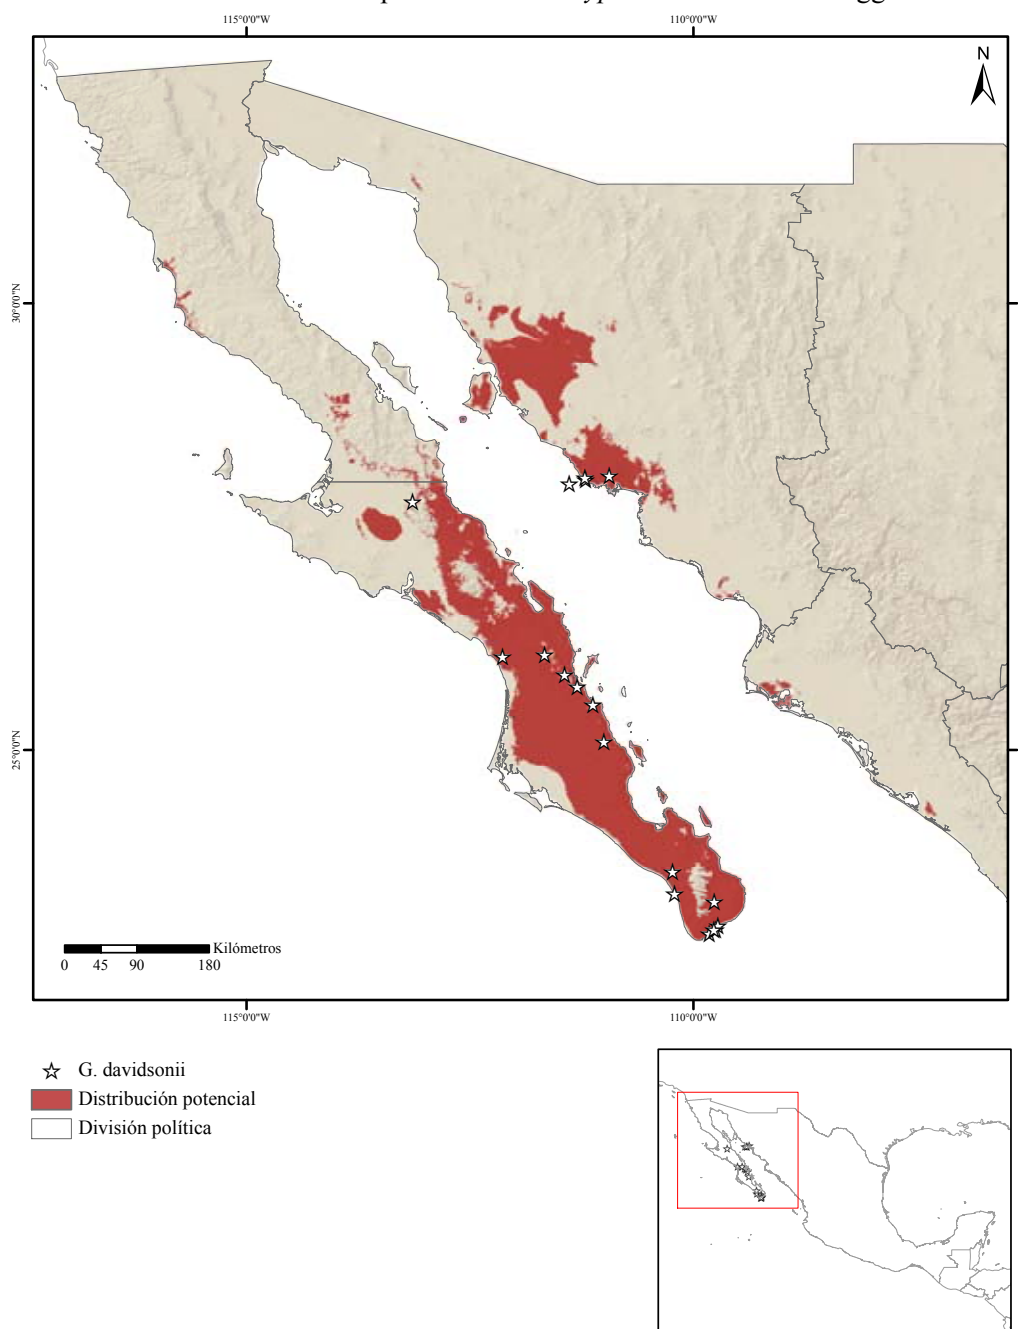 115°0'0"W 110°0'0"W
N
30°0'0"N
25°0'0"N
Kilómetros
0 45 90 180
115°0'0"W 110°0'0"W
G. davidsonii
Distribución potencial
División política